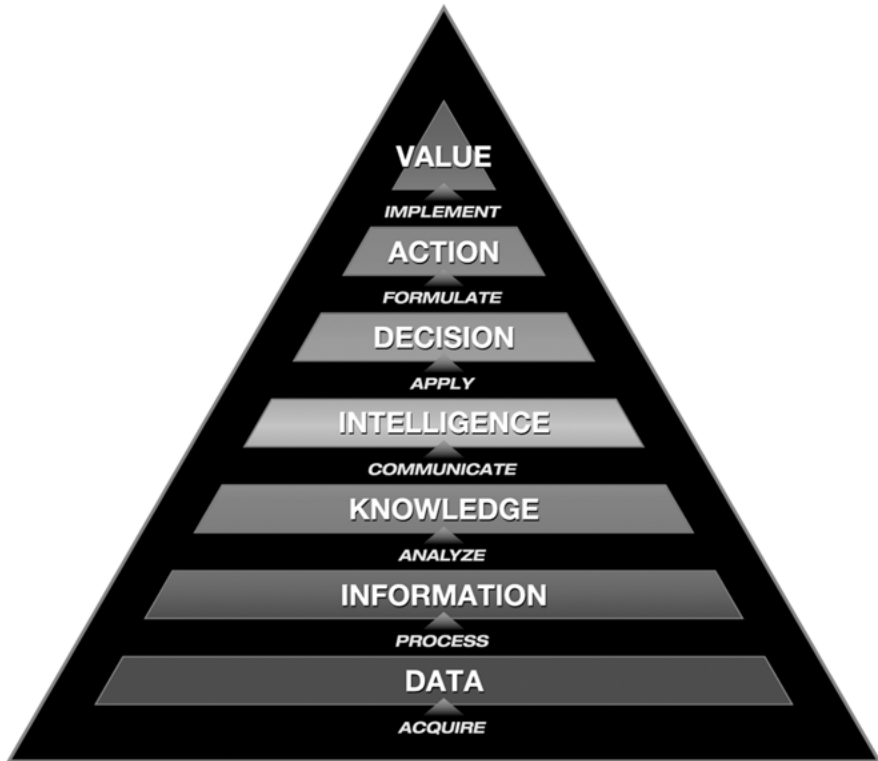 VALUE
IMPLEMENT
ACTION
FORMULATE
DECISION
APPLY
INTELLIGENCE
COMMUNICATE
KNOWLEDGE
ANALYZE
INFORMATION
PROCESS
DATA
ACQUIRE